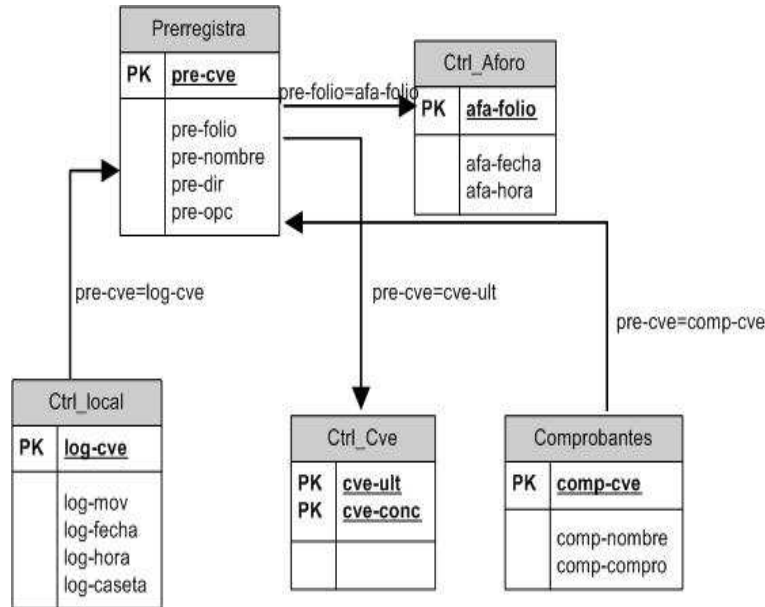 Prerregistra
PK pre-cve
pre-folio
pre-nombre
pre-dir
pre-opc
pre-folio=afa-folio
Ctrl_Aforo
PK afa-folio
afa-fecha
afa-hora
pre-cve=log-cve
pre-cve=cve-ult
pre-cve=comp-cve
Ctrl_local
PK log-cve
log-mov
log-fecha
log-hora
log-caseta
Ctrl_Cve
PK cve-ult
PK cve-conc
Comprobantes
PK comp-cve
comp-nombre
comp-compro